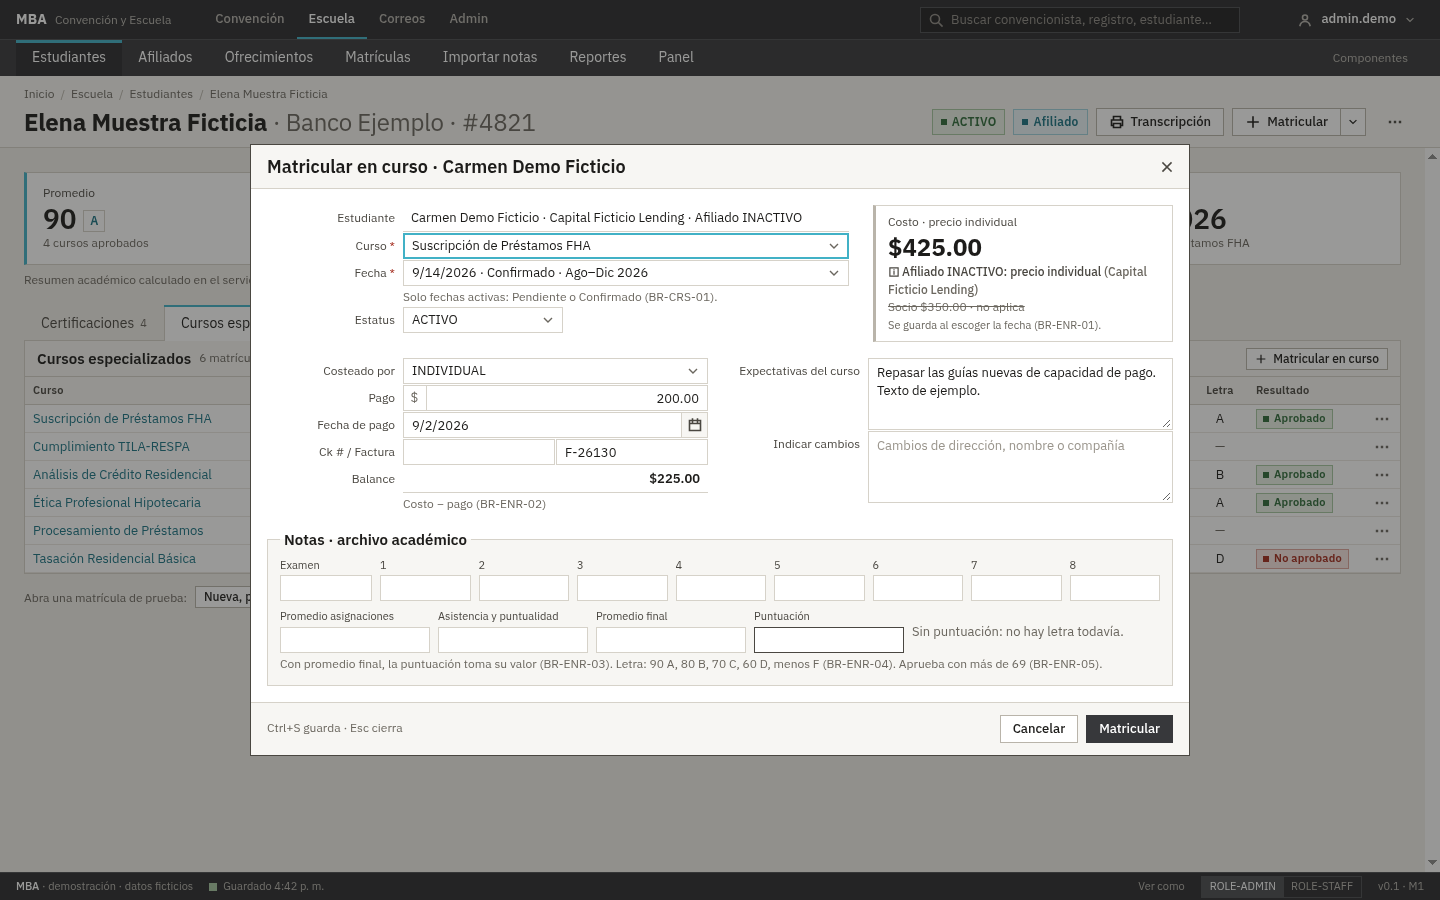 MBA Convención y Escuela
Convención Escuela Correos Admin
Buscar convencionista, registro, estudiante...
admin.demo
Estudiantes Afiliados Ofrecimientos Matrículas Importar notas Reportes Panel
Componentes
Inicio / Escuela / Estudiantes / Elena Muestra Ficticia
Elena Muestra Ficticia · Banco Ejemplo · #4821
ACTIVO Afiliado Transcripción Matricular
Matricular en curso · Carmen Demo Ficticio
Promedio
90 A
4 cursos aprobados
Estudiante Carmen Demo Ficticio · Capital Ficticio Lending · Afiliado INACTIVO
Curso * Suscripción de Préstamos FHA
Fecha * 9/14/2026 · Confirmado · Ago–Dic 2026
Solo fechas activas: Pendiente o Confirmado (BR-CRS-01).
Estatus ACTIVO
Costo · precio individual
$425.00
Afiliado INACTIVO: precio individual (Capital
Ficticio Lending)
Socio $350.00 · no aplica
Se guarda al escoger la fecha (BR-ENR-01).
026
tamos FHA
Resumen académico calculado en el servi
Certificaciones 4
Cursos esp
Cursos especializados 6 matrícu
Matricular en curso
Curso
Letra Resultado
Suscripción de Préstamos FHA
A Aprobado
Cumplimiento TILA-RESPA
—
Análisis de Crédito Residencial
B Aprobado
Ética Profesional Hipotecaria
A Aprobado
Procesamiento de Préstamos
—
Tasación Residencial Básica
D No aprobado
Abra una matrícula de prueba: Nueva, p
Costeado por INDIVIDUAL
Pago $ 200.00
Fecha de pago 9/2/2026
Ck # / Factura F-26130
Balance $225.00
Costo − pago (BR-ENR-02)
Expectativas del curso
Repasar las guías nuevas de capacidad de pago.
Texto de ejemplo.
Indicar cambios
Cambios de dirección, nombre o compañía
Notas · archivo académico
Examen 1 2 3 4 5 6 7 8
Promedio asignaciones Asistencia y puntualidad Promedio final Puntuación
Sin puntuación: no hay letra todavía.
Con promedio final, la puntuación toma su valor (BR-ENR-03). Letra: 90 A, 80 B, 70 C, 60 D, menos F (BR-ENR-04). Aprueba con más de 69 (BR-ENR-05).
Ctrl+S guarda · Esc cierra
Cancelar Matricular
MBA · demostración · datos ficticios
Guardado 4:42 p. m.
Ver como ROLE-ADMIN ROLE-STAFF
v0.1 · M1